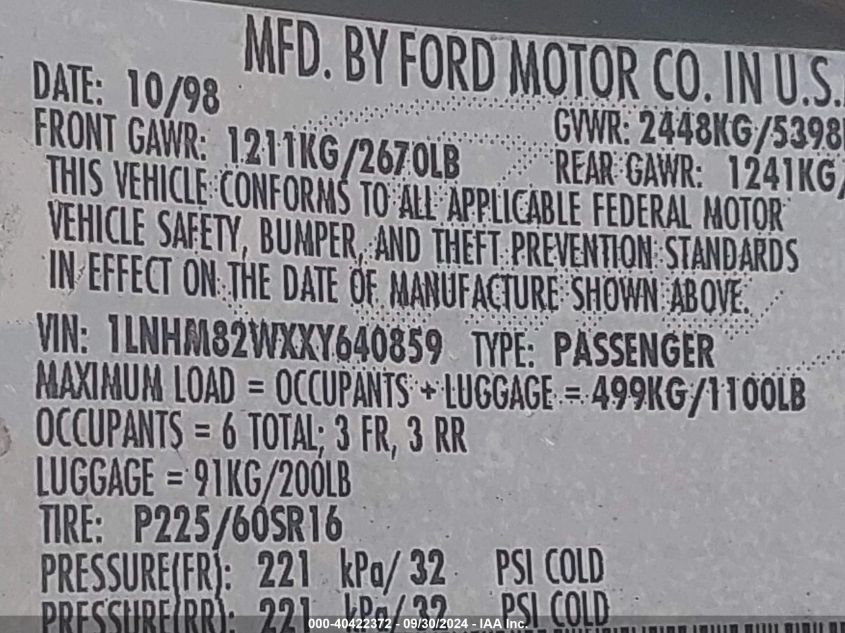 MFD. BY FORD MOTOR CO. IN U.S.
DATE: 10/98 GVWR: 2448KG/5398
FRONT GAWR: 1211KG/2670LB REAR GAWR: 1241KG/
THIS VEHICLE CONFORMS TO ALL APPLICABLE FEDERAL MOTOR
VEHICLE SAFETY, BUMPER, AND THEFT PREVENTION STANDARDS
IN EFFECT ON THE DATE OF MANUFACTURE SHOWN ABOVE.
VIN: 1LNHM82WXXY640859 TYPE: PASSENGER
MAXIMUM LOAD = OCCUPANTS + LUGGAGE = 499KG/1100LB
OCCUPANTS = 6 TOTAL; 3 FR, 3 RR
LUGGAGE = 91KG/200LB
TIRE: P225/60SR16
PRESSURE(FR): 221 kPa/ 32 PSI COLD
PRESSURE(RR): 221 kPa/ 32 PSI COLD
000-40422372 - 09/30/2024 - IAA Inc.